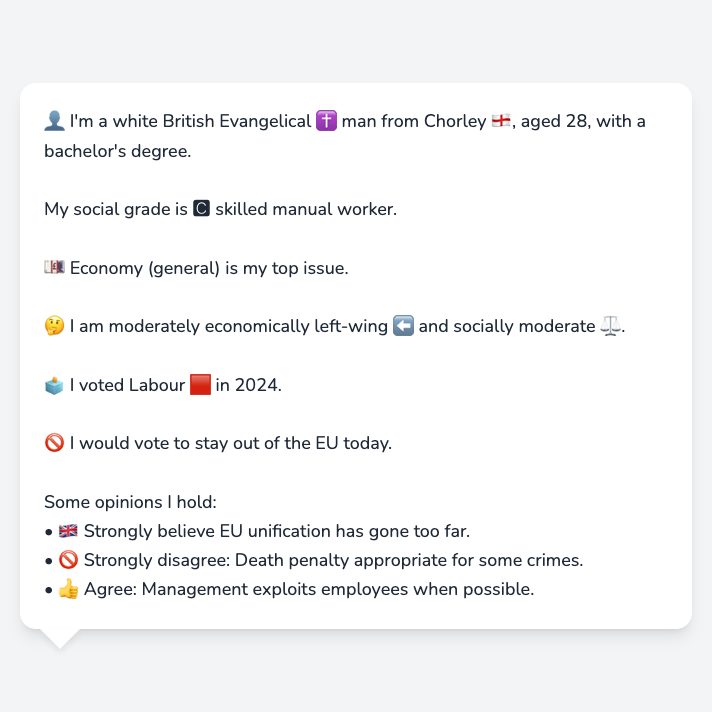 👤 I'm a white British Evangelical ✝️ man from Chorley 🏴󠁧󠁢󠁥󠁮󠁧󠁿, aged 28, with a
bachelor's degree.
My social grade is 🅲 skilled manual worker.
💷 Economy (general) is my top issue.
🤔 I am moderately economically left-wing ⬅️ and socially moderate ⚖️.
🗳️ I voted Labour 🟥 in 2024.
🚫 I would vote to stay out of the EU today.
Some opinions I hold:
• 🇬🇧 Strongly believe EU unification has gone too far.
• 🚫 Strongly disagree: Death penalty appropriate for some crimes.
• 👍 Agree: Management exploits employees when possible.